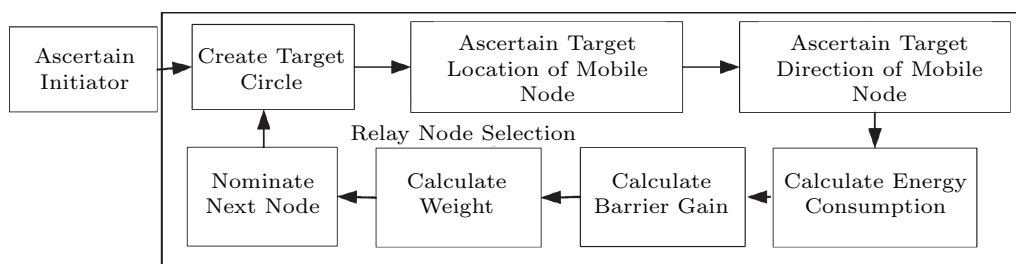 Ascertain
Initiator
Create Target
Circle
Ascertain Target
Location of Mobile
Node
Ascertain Target
Direction of Mobile
Node
Relay Node Selection
Nominate
Next Node
Calculate
Weight
Calculate
Barrier Gain
Calculate Energy
Consumption